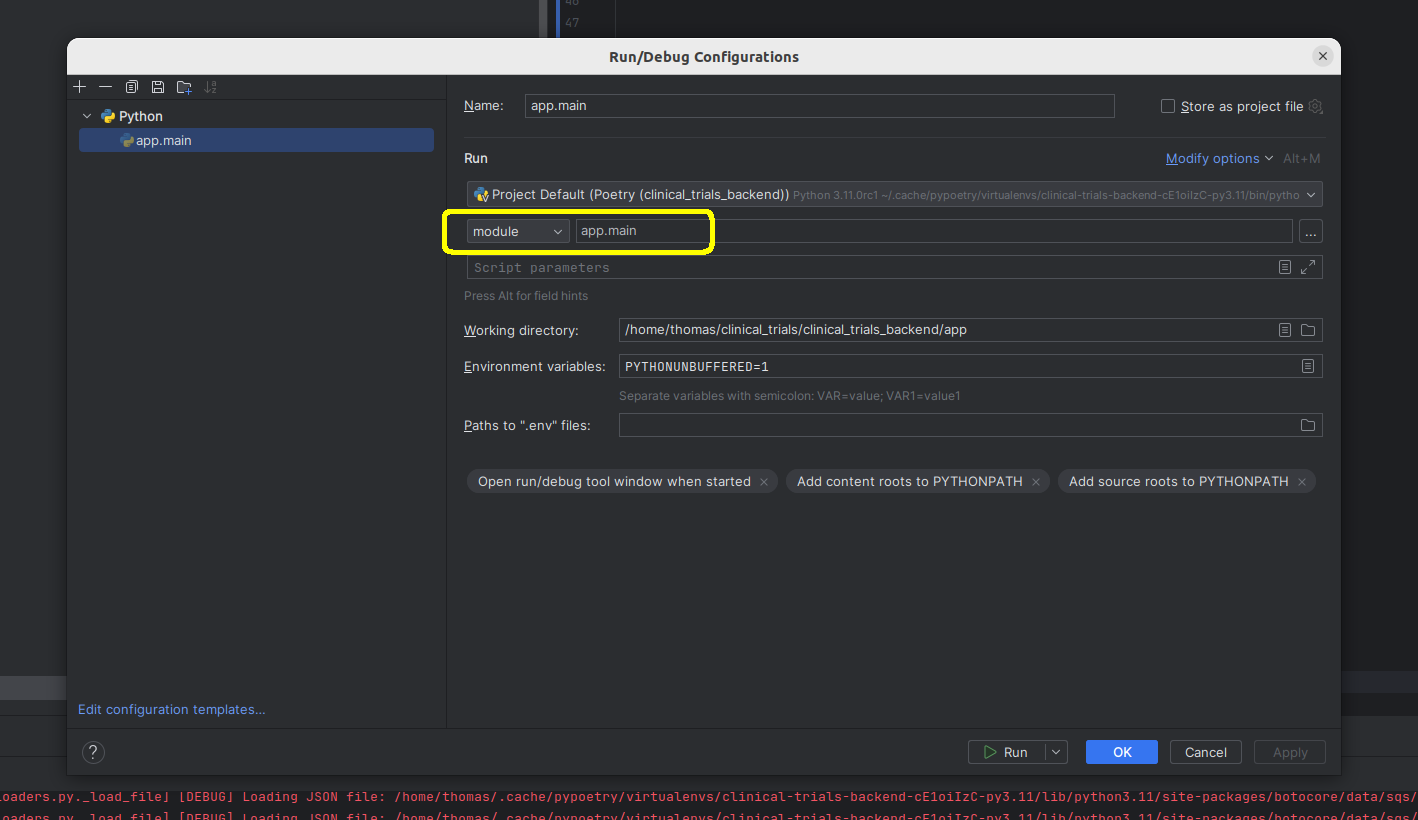 46
47
Run/Debug Configurations
Python
app.main
Name: app.main Store as project file
Run Modify options Alt+M
Project Default (Poetry (clinical_trials_backend)) Python 3.11.0rc1 ~/.cache/pypoetry/virtualenvs/clinical-trials-backend-cE1oiIzC-py3.11/bin/pytho
module app.main ...
Script parameters
Press Alt for field hints
Working directory: /home/thomas/clinical_trials/clinical_trials_backend/app
Environment variables: PYTHONUNBUFFERED=1
Separate variables with semicolon: VAR=value; VAR1=value1
Paths to ".env" files:
Open run/debug tool window when started × Add content roots to PYTHONPATH × Add source roots to PYTHONPATH ×
Edit configuration templates...
? Run OK Cancel Apply
oaders.py._load_file] [DEBUG] Loading JSON file: /home/thomas/.cache/pypoetry/virtualenvs/clinical-trials-backend-cE1oiIzC-py3.11/lib/python3.11/site-packages/botocore/data/sqs/
oaders.py._load_file] [DEBUG] Loading JSON file: /home/thomas/.cache/pypoetry/virtualenvs/clinical-trials-backend-cE1oiIzC-py3.11/lib/python3.11/site-packages/botocore/data/sqs/